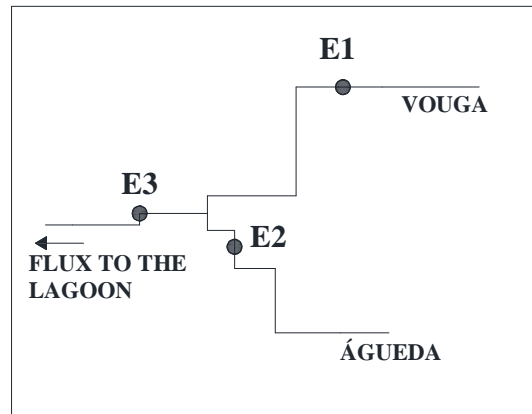 E1
VOUGA
E3
E2
FLUX TO THE
LAGOON
ÁGUEDA